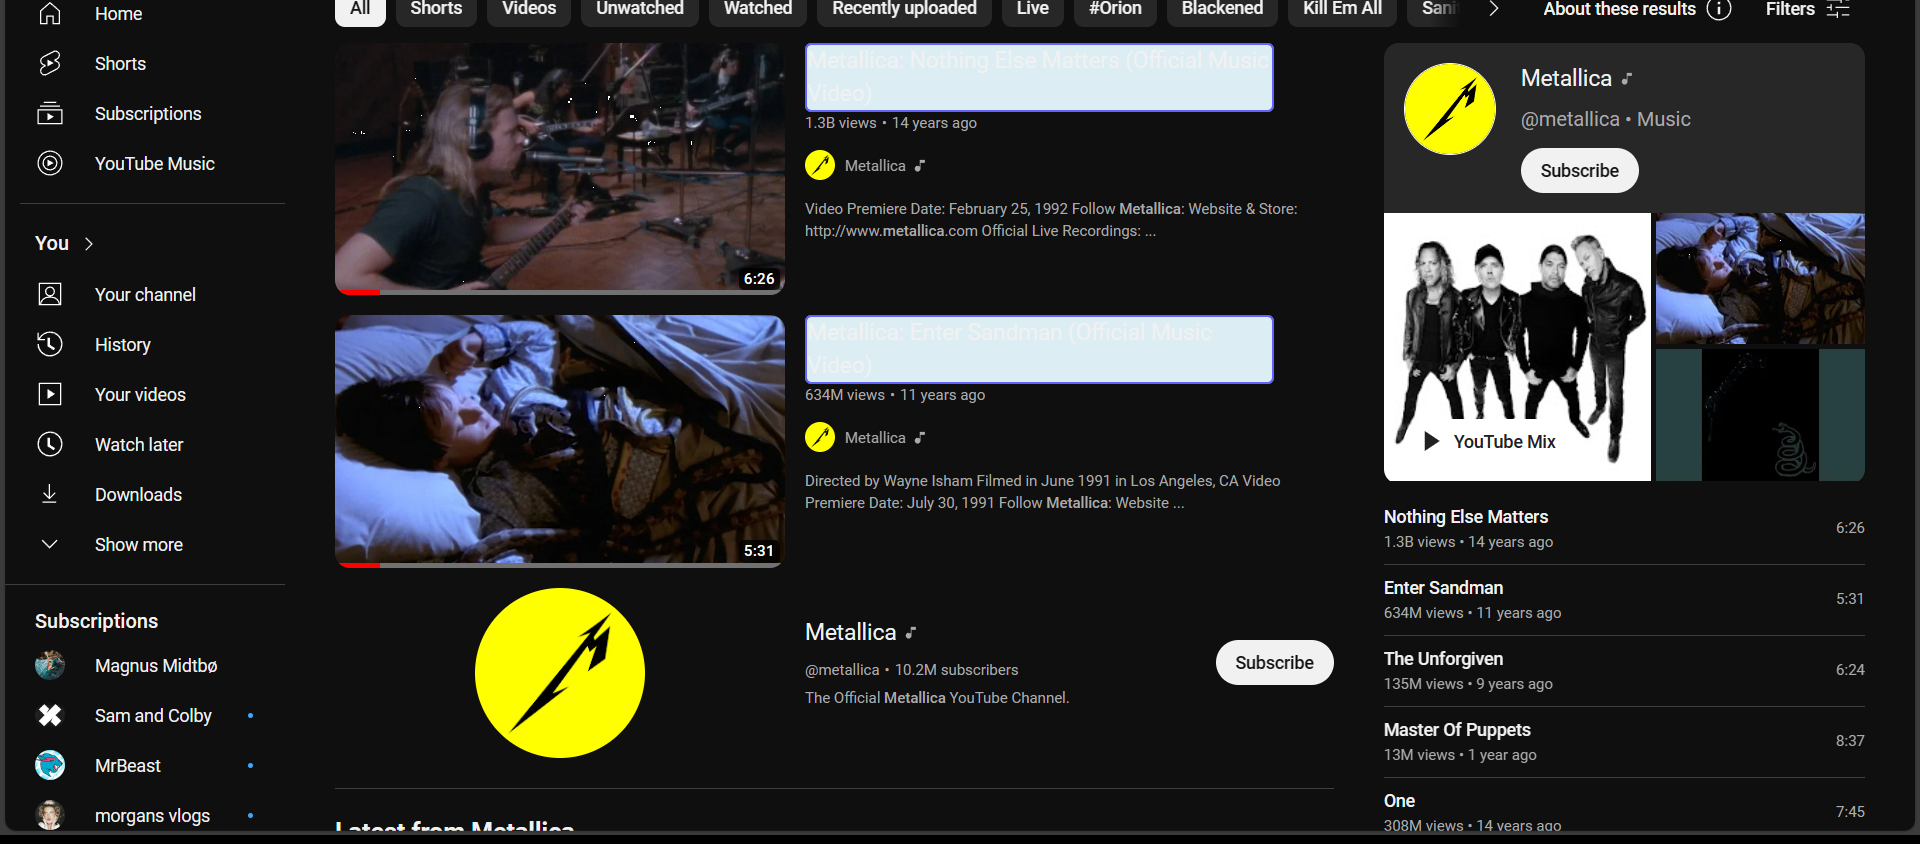 Home
Shorts
Subscriptions
YouTube Music
You
Your channel
History
Your videos
Watch later
Downloads
Show more
Subscriptions
Magnus Midtbø
Sam and Colby
MrBeast
morgans vlogs
All
Shorts
Videos
Unwatched
Watched
Recently uploaded
Live
#Orion
Blackened
Kill Em All
About these results
Filters
6:26
Metallica: Nothing Else Matters (Official Music
Video)
1.3B views • 14 years ago
Metallica
Video Premiere Date: February 25, 1992 Follow Metallica: Website & Store:
http://www.metallica.com Official Live Recordings: ...
5:31
Metallica: Enter Sandman (Official Music
Video)
634M views • 11 years ago
Metallica
Directed by Wayne Isham Filmed in June 1991 in Los Angeles, CA Video
Premiere Date: July 30, 1991 Follow Metallica: Website ...
Metallica
@metallica • 10.2M subscribers
The Official Metallica YouTube Channel.
Subscribe
Latest from Metallica
Metallica
@metallica • Music
Subscribe
YouTube Mix
Nothing Else Matters
1.3B views • 14 years ago
6:26
Enter Sandman
634M views • 11 years ago
5:31
The Unforgiven
135M views • 9 years ago
6:24
Master Of Puppets
13M views • 1 year ago
8:37
One
308M views • 14 years ago
7:45